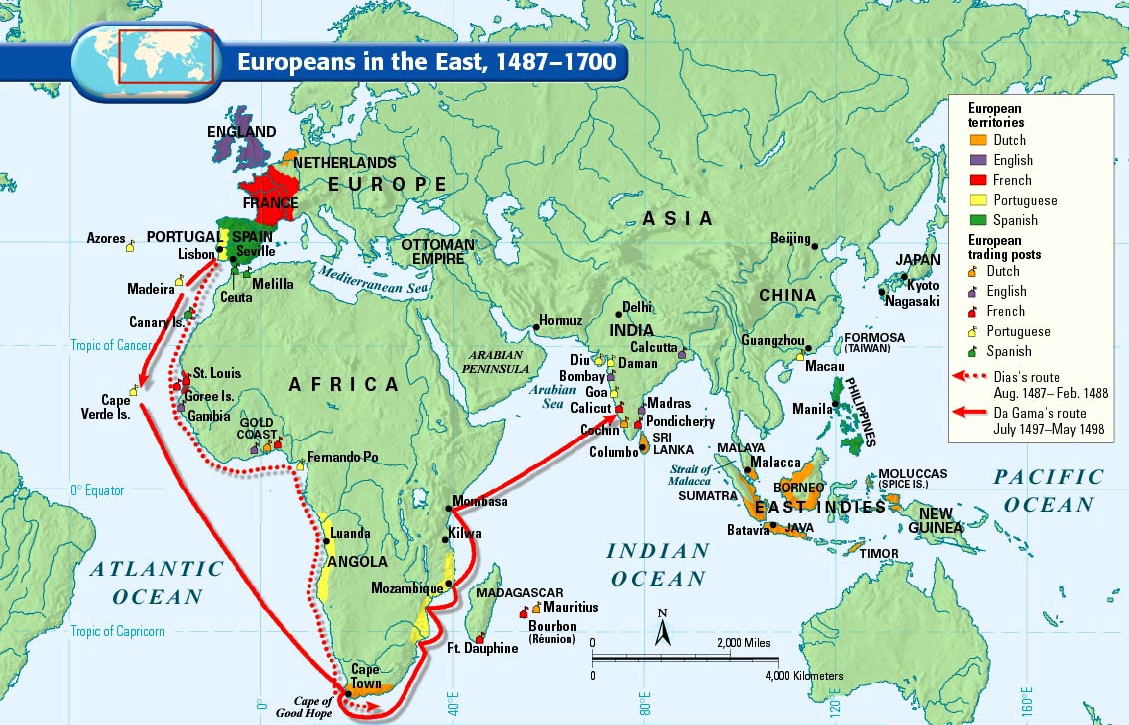 Europeans in the East, 1487–1700
European
territories
Dutch
English
French
Portuguese
Spanish
European
trading posts
Dutch
English
French
Portuguese
Spanish
Dias's route
Aug. 1487– Feb. 1488
Da Gama's route
July 1497–May 1498
ENGLAND
NETHERLANDS
EUROPE
FRANCE
ASIA
Azores
PORTUGAL
SPAIN
Lisbon
Seville
OTTOMAN
EMPIRE
Beijing
JAPAN
Kyoto
Nagasaki
Madeira
Ceuta
Melilla
Mediterranean Sea
CHINA
Canary Is.
Hormuz
Delhi
INDIA
Tropic of Cancer
Calcutta
Guangzhou
FORMOSA
(TAIWAN)
Macau
ARABIAN
PENINSULA
Diu
Daman
Bombay
AFRICA
St. Louis
Goree Is.
Gambia
Cape
Verde Is.
Arabian
Sea
Goa
Calicut
Madras
Pondicherry
Cochin
SRI
LANKA
Columbo
Manila
PHILIPPINES
GOLD
COAST
Fernando Po
MALAYA
Malacca
Strait of
Malacca
SUMATRA
BORNEO
MOLUCCAS
(SPICE IS.)
PACIFIC
OCEAN
0° Equator
Mombasa
EAST INDIES
NEW
GUINEA
Batavia
JAVA
Luanda
Kilwa
ANGOLA
INDIAN
OCEAN
TIMOR
ATLANTIC
OCEAN
Mozambique
MADAGASCAR
Mauritius
Bourbon
(Réunion)
Ft. Dauphine
Tropic of Capricorn
N
0
2,000 Miles
0
4,000 Kilometers
Cape
Town
Cape of
Good Hope
0°
40°E
80°E
120°E
160°E